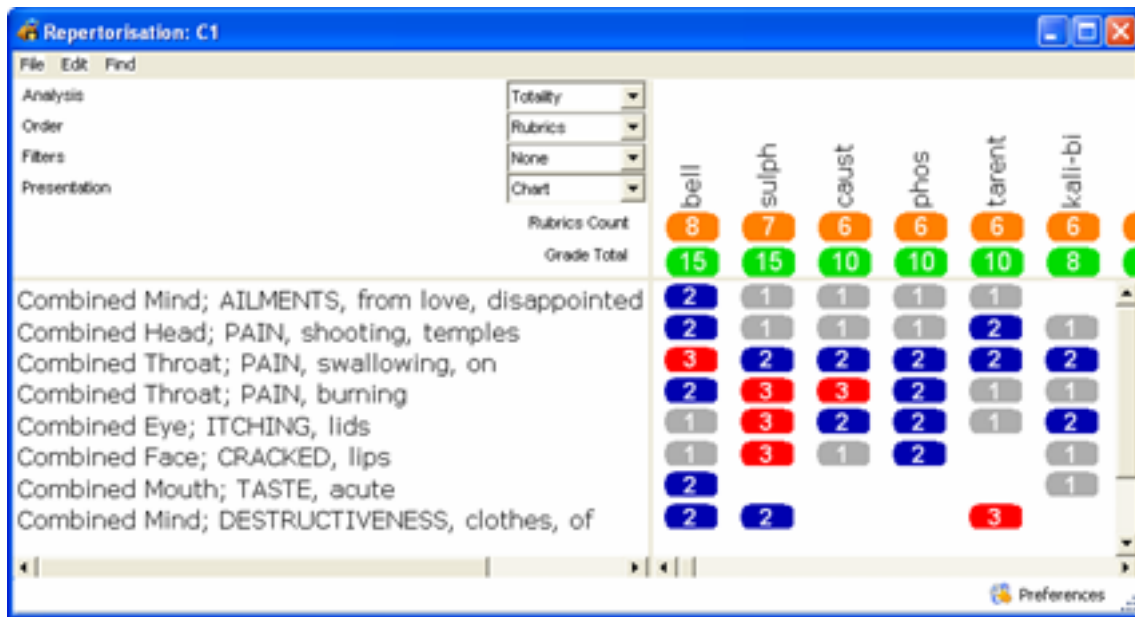 Repertorisation: C1
File Edit Find
Analysis Totality
Order Rubrics
Filters None
Presentation Chart
bell sulph caust phos tarent kali-bi
Rubrics Count 8 7 6 6 6 6
Grade Total 15 15 10 10 10 8
Combined Mind; AILMENTS, from love, disappointed 2 1 1 1 1
Combined Head; PAIN, shooting, temples 2 1 1 1 2 1
Combined Throat; PAIN, swallowing, on 3 2 2 2 2 2
Combined Throat; PAIN, burning 2 3 3 2 1 1
Combined Eye; ITCHING, lids 1 3 2 2 1 2
Combined Face; CRACKED, lips 1 3 1 2 1
Combined Mouth; TASTE, acute 2 1
Combined Mind; DESTRUCTIVENESS, clothes, of 2 2 3
Preferences